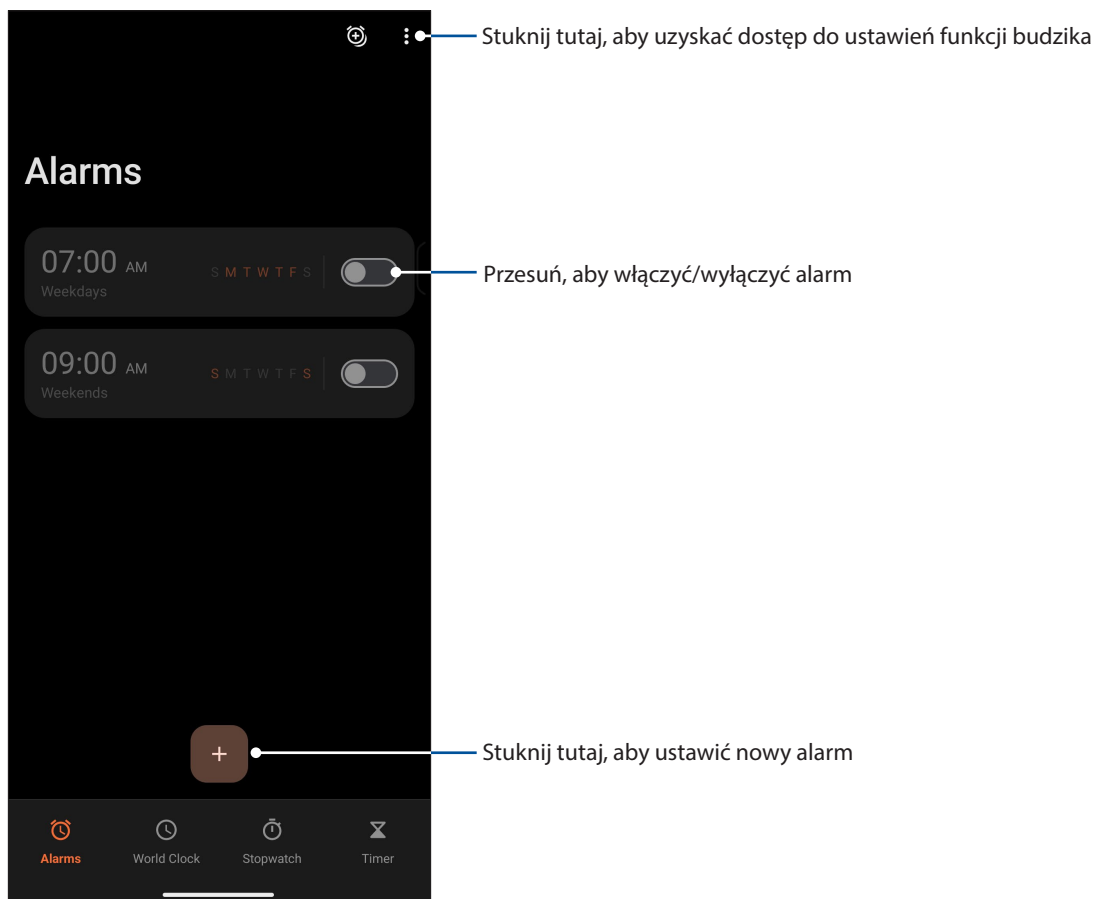 Stuknij tutaj, aby uzyskać dostęp do ustawień funkcji budzika
Alarms
07:00 AM
S M T W T F S
Weekdays
Przesuń, aby włączyć/wyłączyć alarm
09:00 AM
S M T W T F S
Weekends
+
Stuknij tutaj, aby ustawić nowy alarm
Alarms World Clock Stopwatch Timer